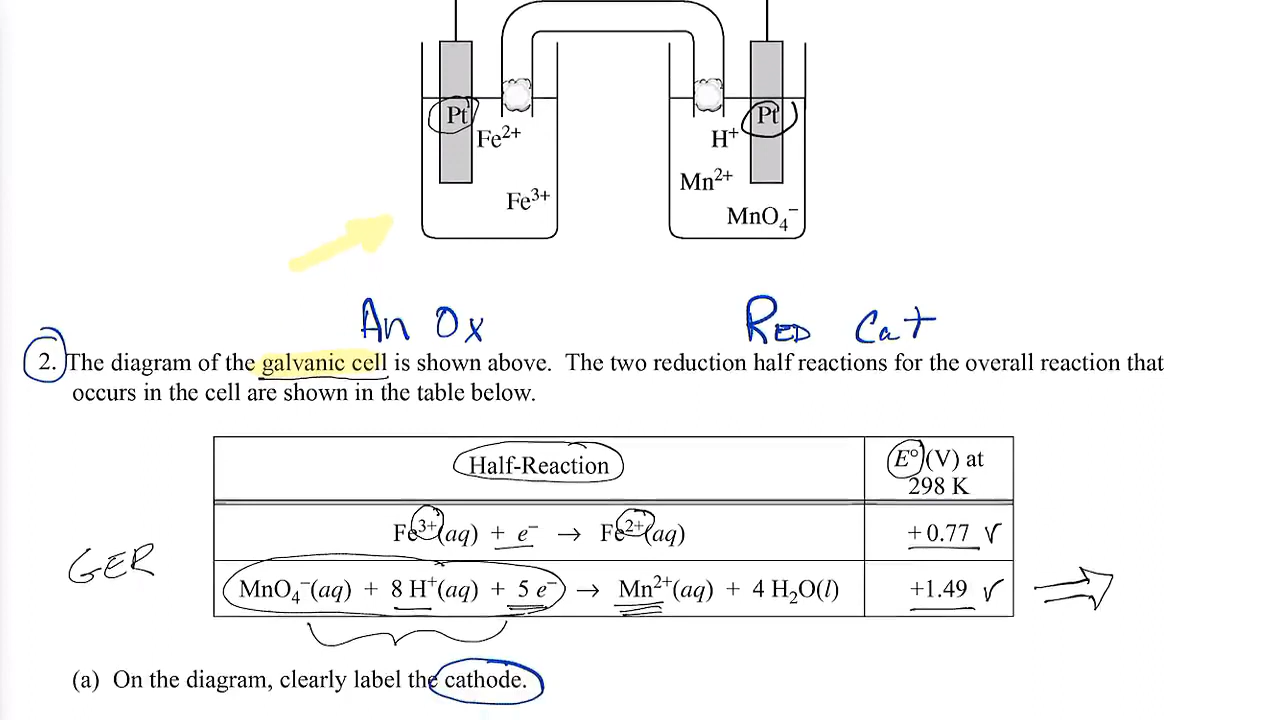 Pt Pt
Fe²⁺ H⁺
Mn²⁺
Fe³⁺
MnO₄⁻
An Ox RED Cat
2. The diagram of the galvanic cell is shown above. The two reduction half reactions for the overall reaction that
occurs in the cell are shown in the table below.
Half-Reaction E° (V) at
298 K
Fe³⁺(aq) + e⁻ → Fe²⁺(aq) +0.77 ✓
GER MnO₄⁻(aq) + 8 H⁺(aq) + 5 e⁻ → Mn²⁺(aq) + 4 H₂O(l) +1.49 ✓
(a) On the diagram, clearly label the cathode.